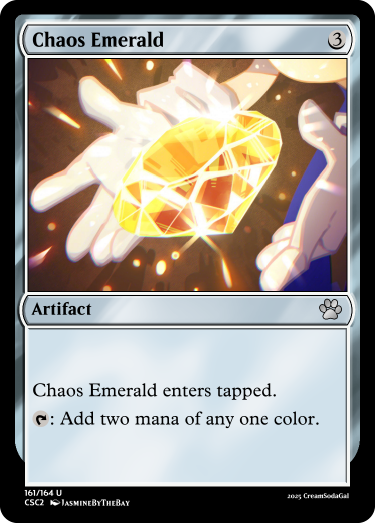 Chaos Emerald 3
Artifact
Chaos Emerald enters tapped.
: Add two mana of any one color.
161/164 U
CSC2 JasmineByTheBay
2025 CreamSodaGal